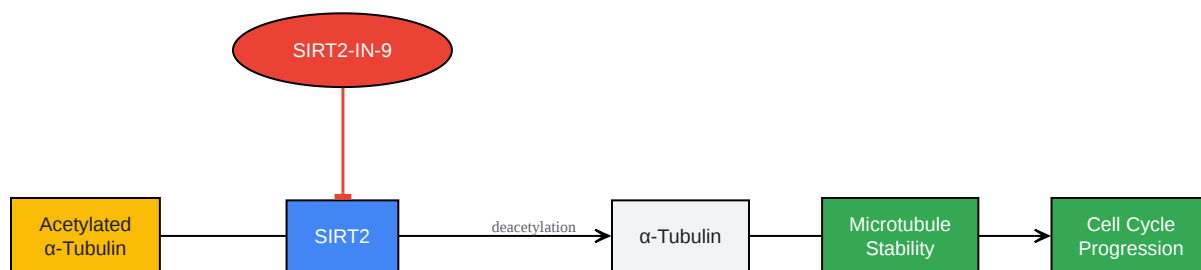 SIRT2-IN-9
Acetylated
α-Tubulin
SIRT2
deacetylation
α-Tubulin
Microtubule
Stability
Cell Cycle
Progression